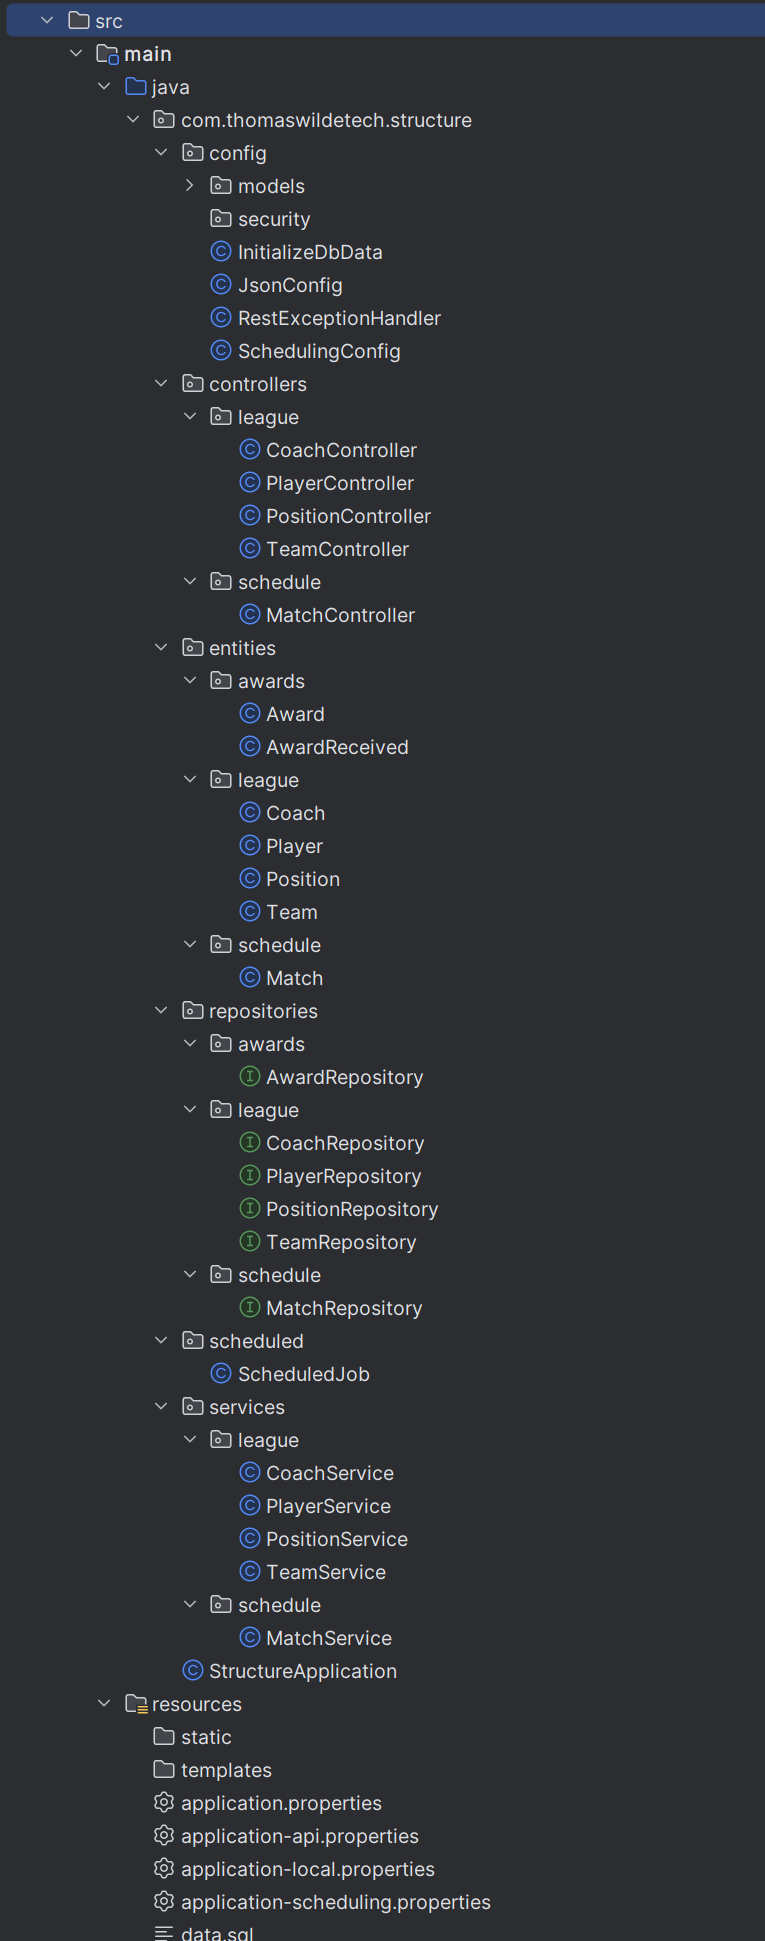 src
main
java
com.thomaswildetech.structure
config
models
security
InitializeDbData
JsonConfig
RestExceptionHandler
SchedulingConfig
controllers
league
CoachController
PlayerController
PositionController
TeamController
schedule
MatchController
entities
awards
Award
AwardReceived
league
Coach
Player
Position
Team
schedule
Match
repositories
awards
AwardRepository
league
CoachRepository
PlayerRepository
PositionRepository
TeamRepository
schedule
MatchRepository
scheduled
ScheduledJob
services
league
CoachService
PlayerService
PositionService
TeamService
schedule
MatchService
StructureApplication
resources
static
templates
application.properties
application-api.properties
application-local.properties
application-scheduling.properties
data.sql